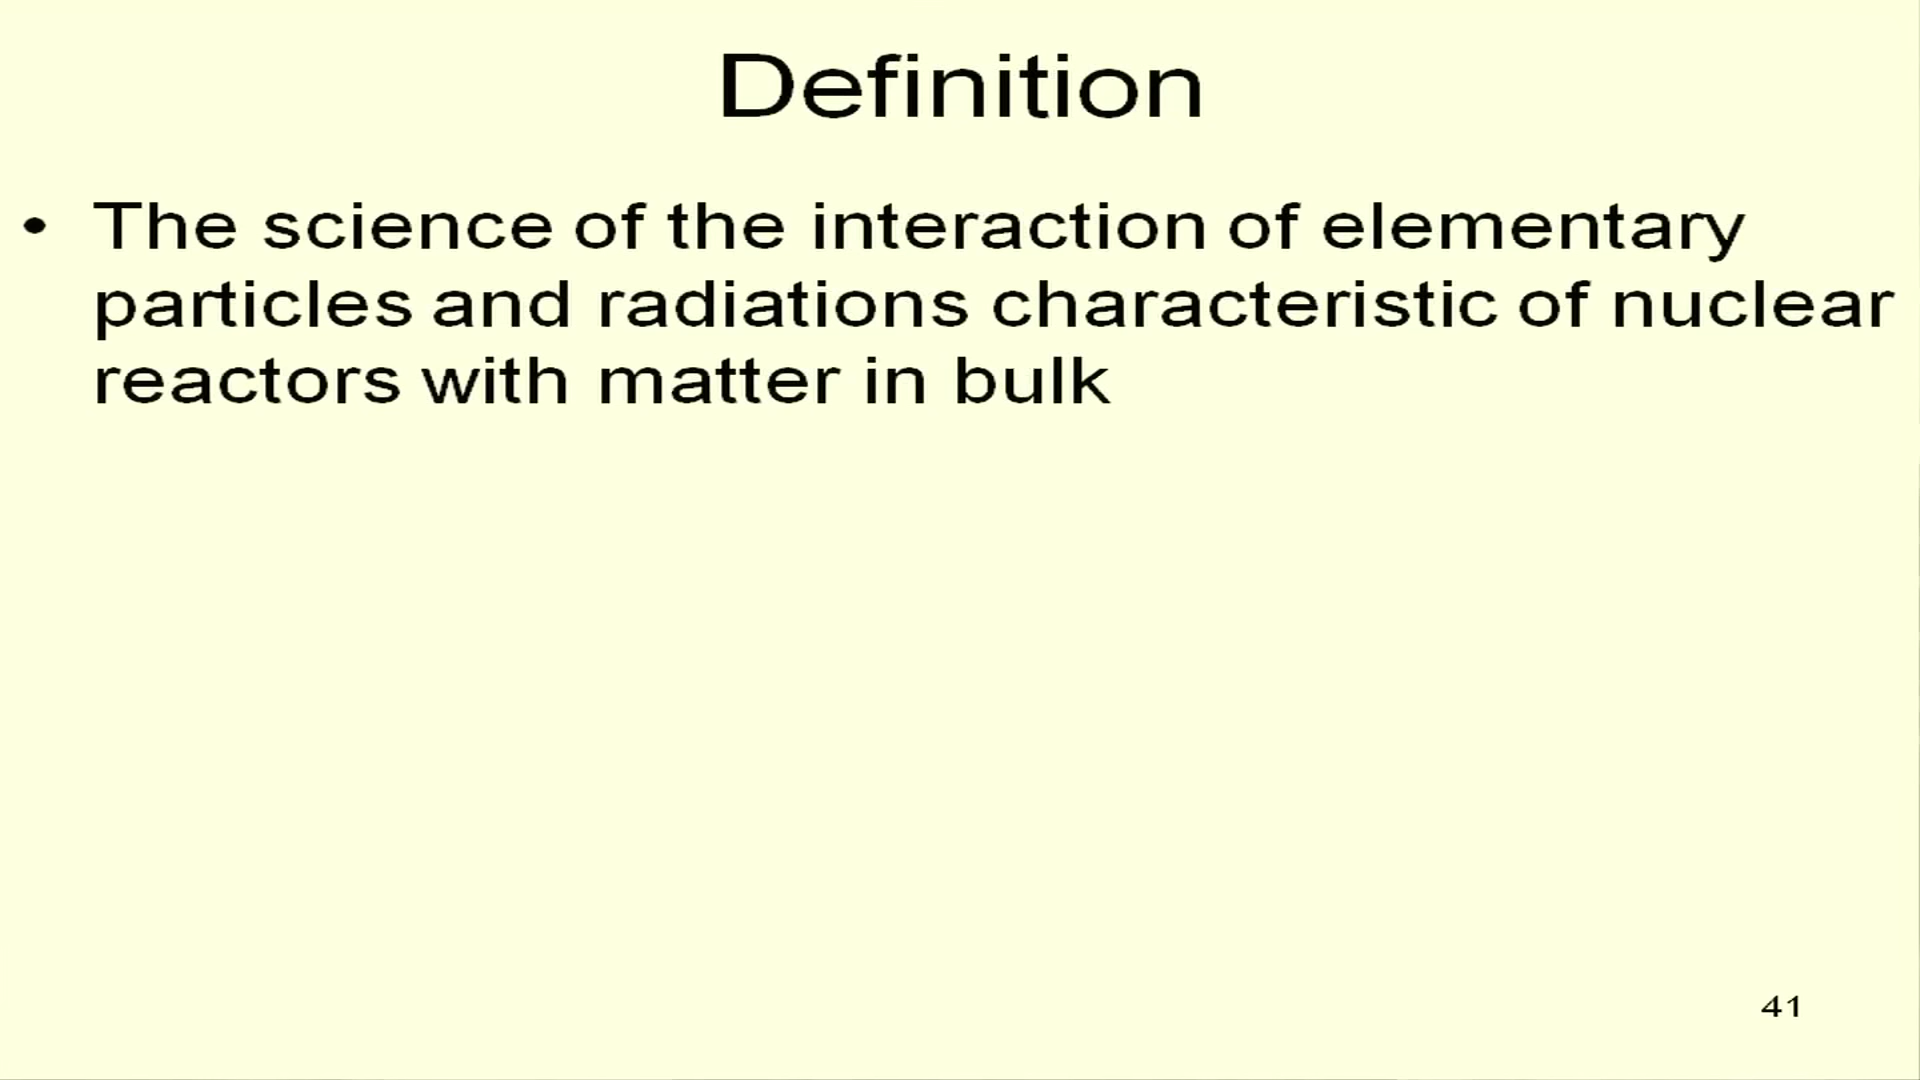 Definition
• The science of the interaction of elementary
particles and radiations characteristic of nuclear
reactors with matter in bulk
41